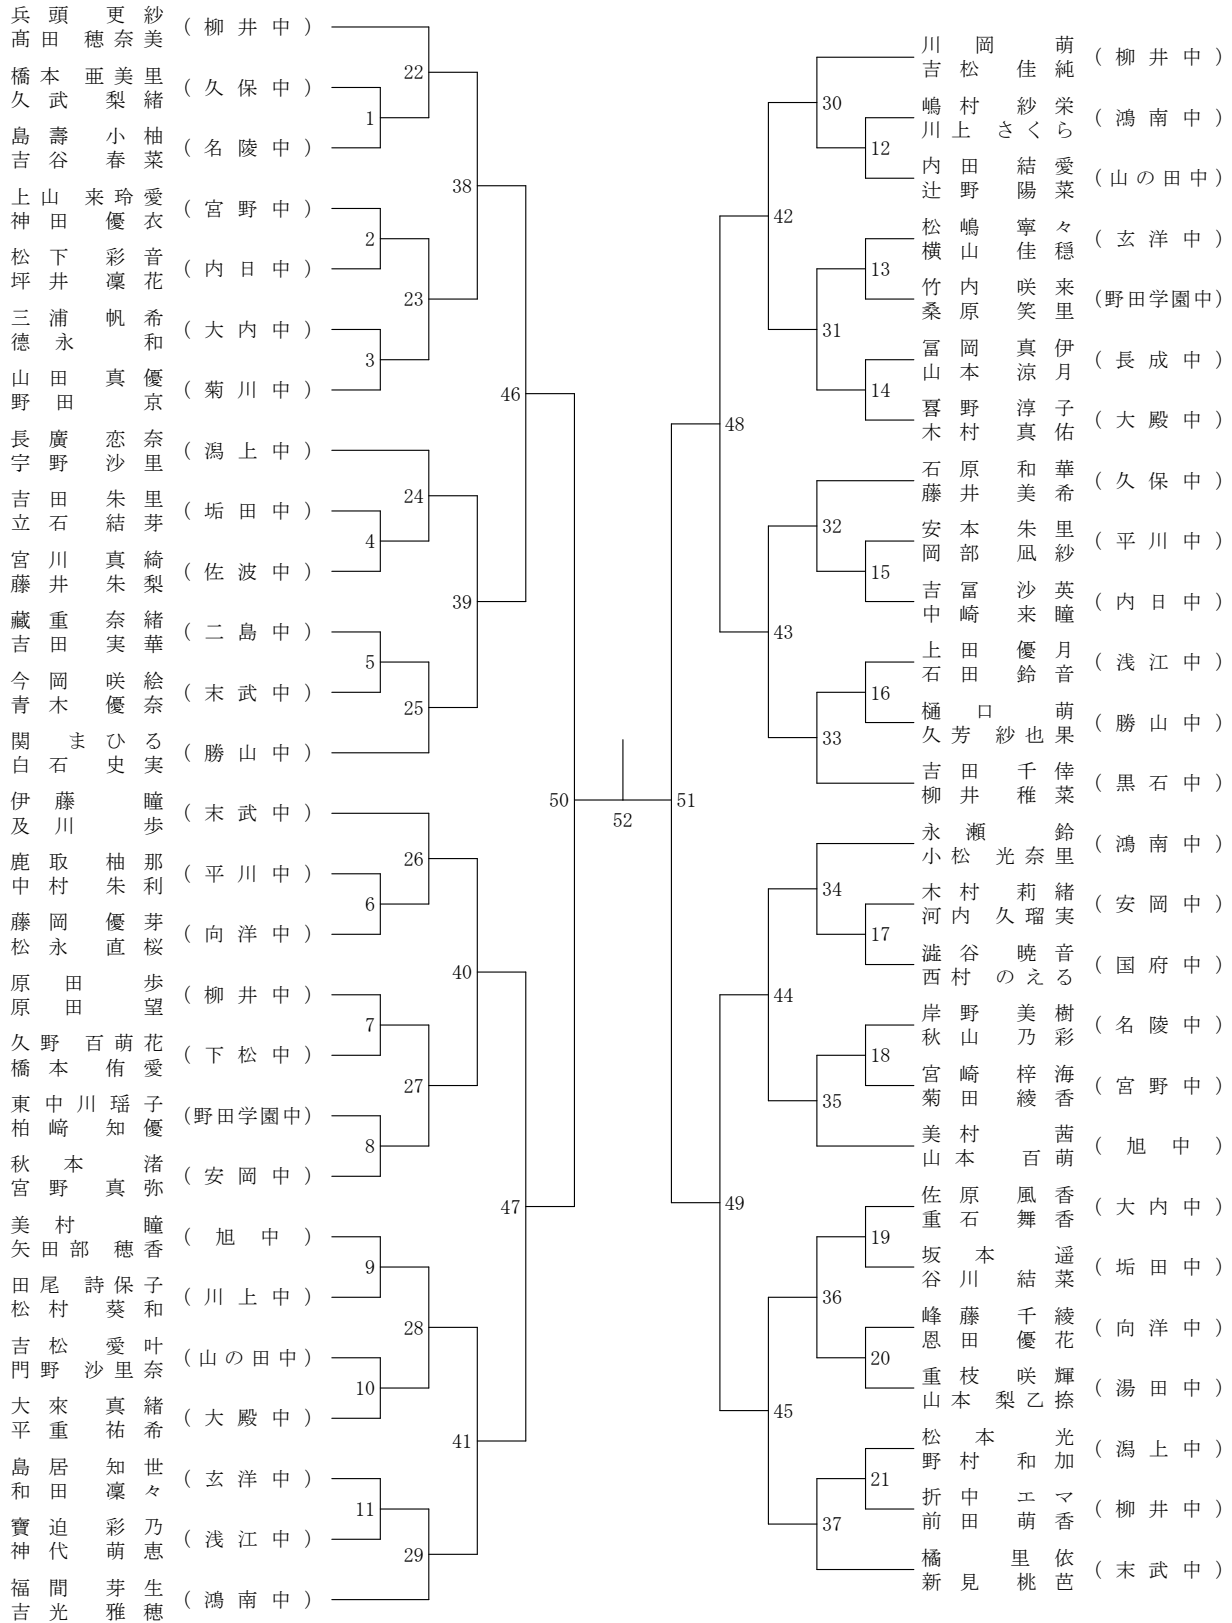 兵頭 更紗
髙田 穂奈美
(柳井中)
橋本 亜美里
久武 梨緒
(久保中)
島壽 小柚
吉谷 春菜
(名陵中)
上山 来玲愛
神田 優衣
(宮野中)
松下 彩音
坪井 凜花
(内日中)
三浦 帆希
德永 和
(大内中)
山田 真優
野田 京
(菊川中)
長廣 恋奈
宇野 沙里
(潟上中)
吉田 朱里
立石 結芽
(垢田中)
宮川 真綺
藤井 朱梨
(佐波中)
藏重 奈緒
吉田 実華
(二島中)
今岡 咲絵
青木 優奈
(末武中)
関 まひる
白石 史実
(勝山中)
伊藤 瞳
及川 歩
(末武中)
鹿取 柚那
中村 朱利
(平川中)
藤岡 優芽
松永 直桜
(向洋中)
原田 歩
原田 望
(柳井中)
久野 百萌花
橋本 侑愛
(下松中)
東中川瑶子
柏﨑 知優
(野田学園中)
秋本 渚
宮野 真弥
(安岡中)
美村 瞳
矢田部 穂香
(旭中)
田尾 詩保子
松村 葵和
(川上中)
吉松 愛叶
門野 沙里奈
(山の田中)
大來 真緒
平重 祐希
(大殿中)
島居 知世
和田 凜々
(玄洋中)
寶迫 彩乃
神代 萌恵
(浅江中)
福間 芽生
吉光 雅穂
(鴻南中)
1
2
3
4
5
6
7
8
9
10
11
22
23
24
25
26
27
28
29
38
39
40
41
46
47
50
52
51
48
49
42
43
44
45
30
31
32
33
34
35
36
37
12
13
14
15
16
17
18
19
20
21
川岡 萌
吉松 佳純
(柳井中)
嶋村 紗栄
川上 さくら
(鴻南中)
内田 結愛
辻野 陽菜
(山の田中)
松嶋 寧々
横山 佳穏
(玄洋中)
竹内 咲来
桑原 笑里
(野田学園中)
冨岡 真伊
山本 涼月
(長成中)
野 淳子
木村 真佑
(大殿中)
石原 和華
藤井 美希
(久保中)
安本 朱里
岡部 凪紗
(平川中)
吉冨 沙英
中崎 来瞳
(内日中)
上田 優月
石田 鈴音
(浅江中)
樋口 萌
久芳 紗也果
(勝山中)
吉田 千倖
柳井 稚菜
(黒石中)
永瀬 鈴
小松 光奈里
(鴻南中)
木村 莉緒
河内 久瑠実
(安岡中)
澁谷 暁音
西村 のえる
(国府中)
岸野 美樹
秋山 乃彩
(名陵中)
宮崎 梓海
菊田 綾香
(宮野中)
美村 茜
山本 百萌
(旭中)
佐原 風香
重石 舞香
(大内中)
坂本 遥
谷川 結菜
(垢田中)
峰藤 千綾
恩田 優花
(向洋中)
重枝 咲輝
山本 梨乙捺
(湯田中)
松本 光
野村 和加
(潟上中)
折中 エマ
前田 萌香
(柳井中)
橘 里依
新見 桃芭
(末武中)